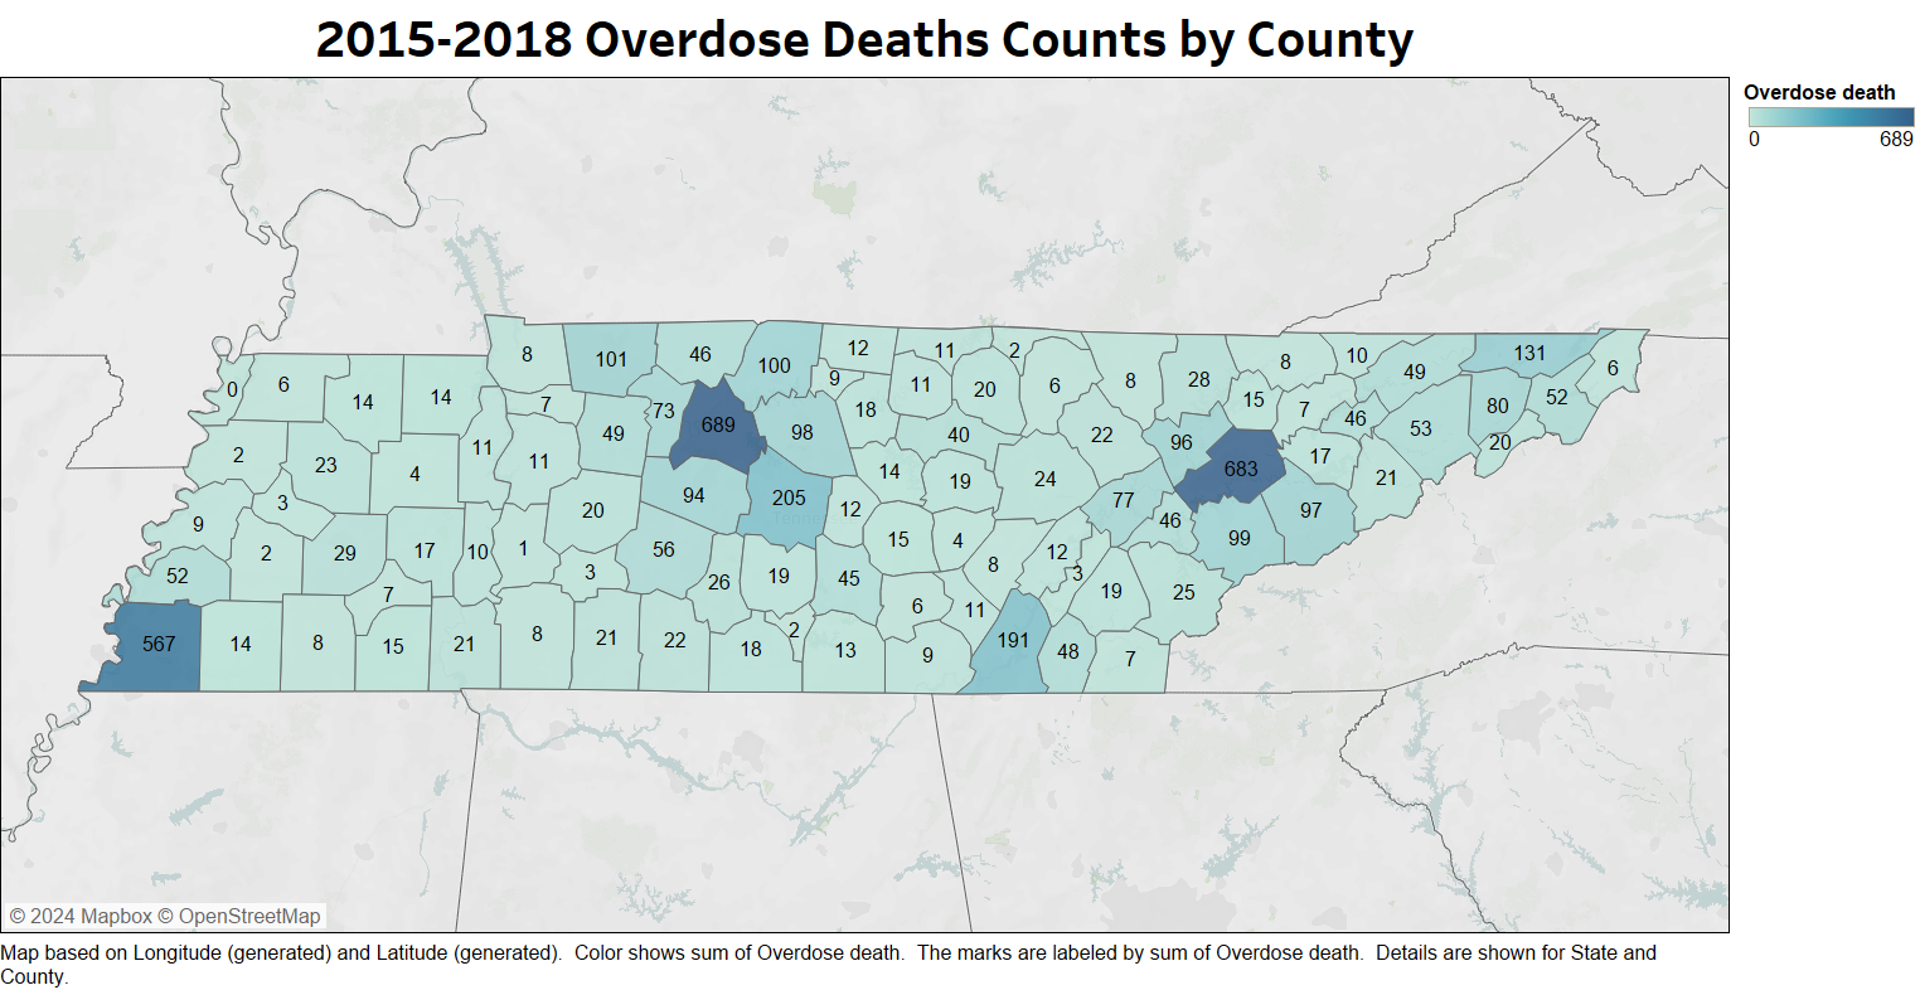 2015-2018 Overdose Deaths Counts by County
Overdose death
0 689
8 101 46 100 12 11 2 8 10 49 131 6
0 6 14 14 7 49 73 689 98 9 18 11 20 6 8 28 15 7 46 53 80 52 20
2 23 4 11 11 94 205 14 40 19 24 22 96 683 17 21
9 3 20 12 77 46 99 97
52 2 29 17 10 1 3 56 26 19 45 15 4 8 12 3 19 25
7 6 11
567 14 8 15 21 8 21 22 18 2 13 9 191 48 7
Tennessee
© 2024 Mapbox © OpenStreetMap
Map based on Longitude (generated) and Latitude (generated).  Color shows sum of Overdose death.  The marks are labeled by sum of Overdose death.  Details are shown for State and
County.